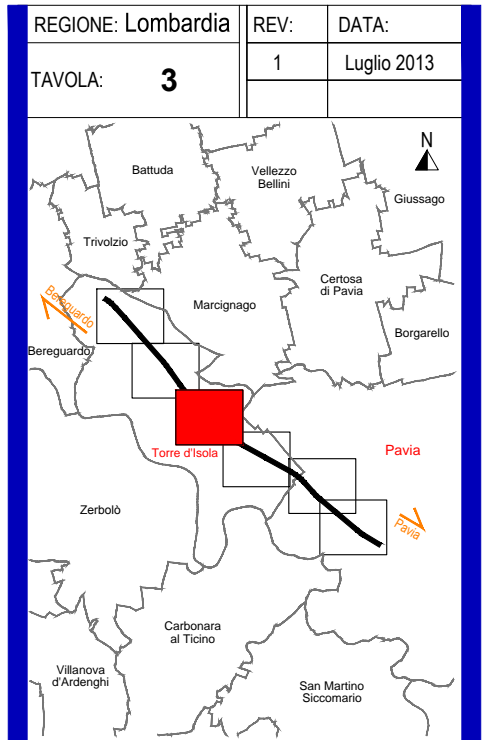 REGIONE: Lombardia
REV:
DATA:
TAVOLA: 3
1
Luglio 2013
N
Battuda
Vellezzo
Bellini
Giussago
Trivolzio
Certosa
di Pavia
Bereguardo
Marcignago
Borgarello
Bereguardo
Torre d'Isola
Pavia
Zerbolò
Pavia
Carbonara
al Ticino
Villanova
d'Ardenghi
San Martino
Siccomario